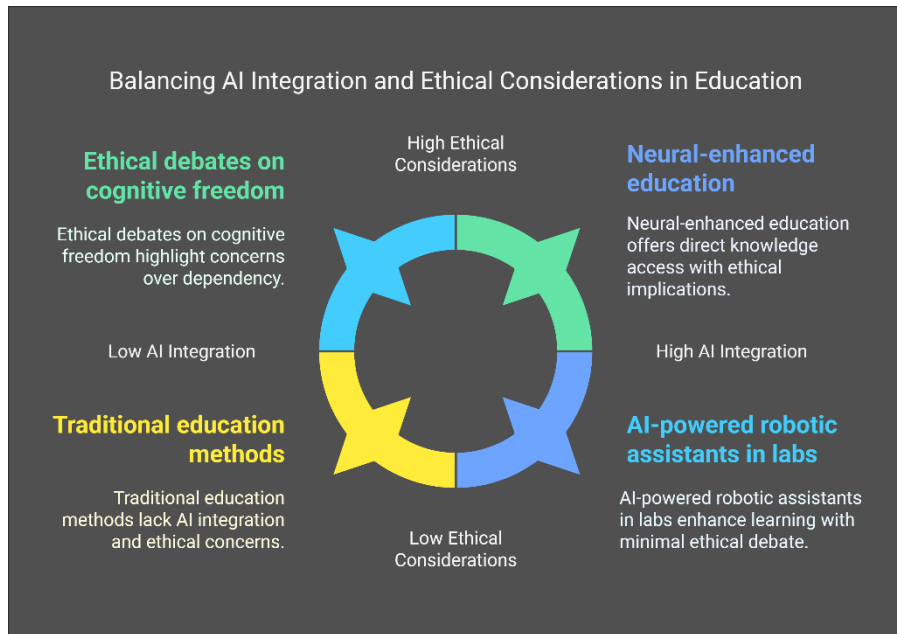 Balancing AI Integration and Ethical Considerations in Education
High Ethical
Considerations
Ethical debates on
cognitive freedom
Ethical debates on cognitive
freedom highlight concerns
over dependency.
Neural-enhanced
education
Neural-enhanced education
offers direct knowledge
access with ethical
implications.
Low AI Integration
High AI Integration
Traditional education
methods
Traditional education
methods lack AI integration
and ethical concerns.
AI-powered robotic
assistants in labs
AI-powered robotic assistants
in labs enhance learning with
minimal ethical debate.
Low Ethical
Considerations